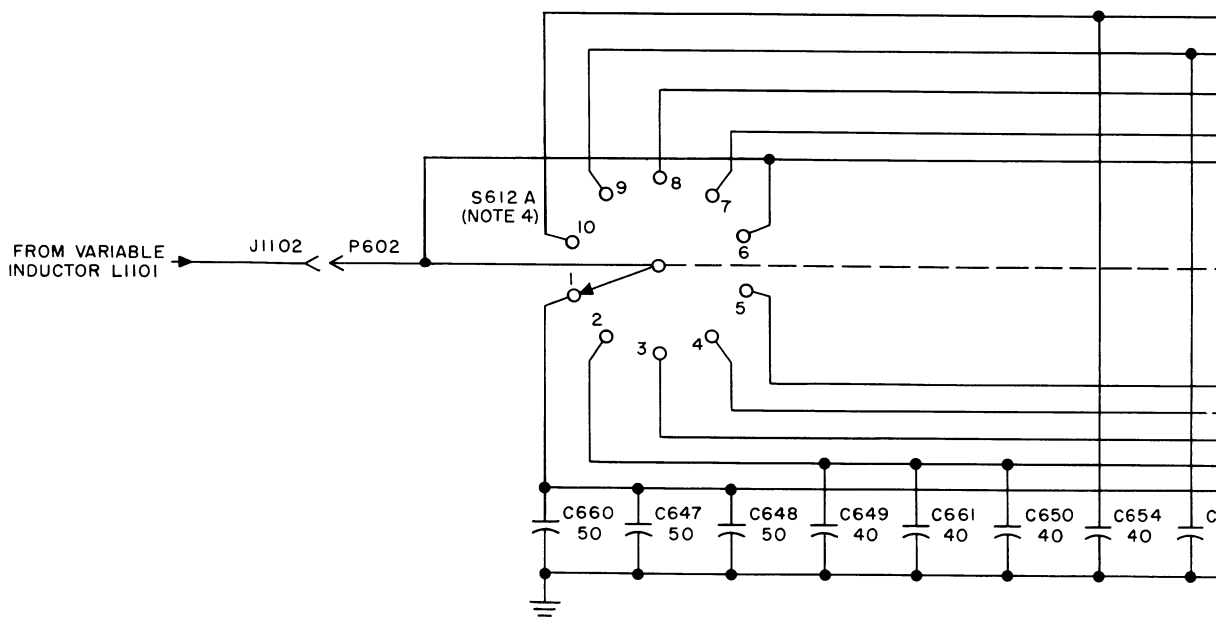 9
8
7
S612A
(NOTE 4)
10
6
FROM VARIABLE
INDUCTOR L1101
J1102
P602
1
5
2
3
4
C660
50
C647
50
C648
50
C649
40
C661
40
C650
40
C654
40
C